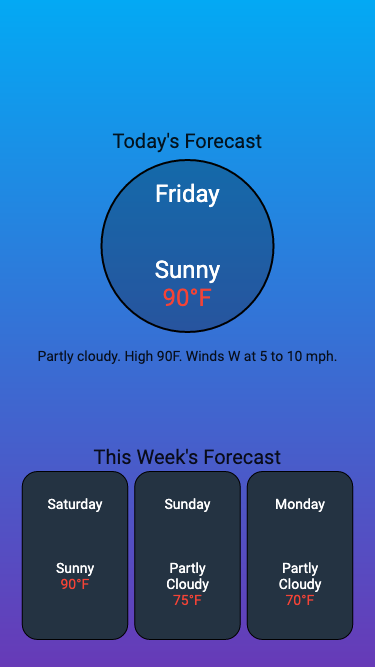 Today's Forecast
Friday
Sunny
90°F
Partly cloudy. High 90F. Winds W at 5 to 10 mph.
This Week's Forecast
Saturday
Sunny
90°F
Sunday
Partly
Cloudy
75°F
Monday
Partly
Cloudy
70°F